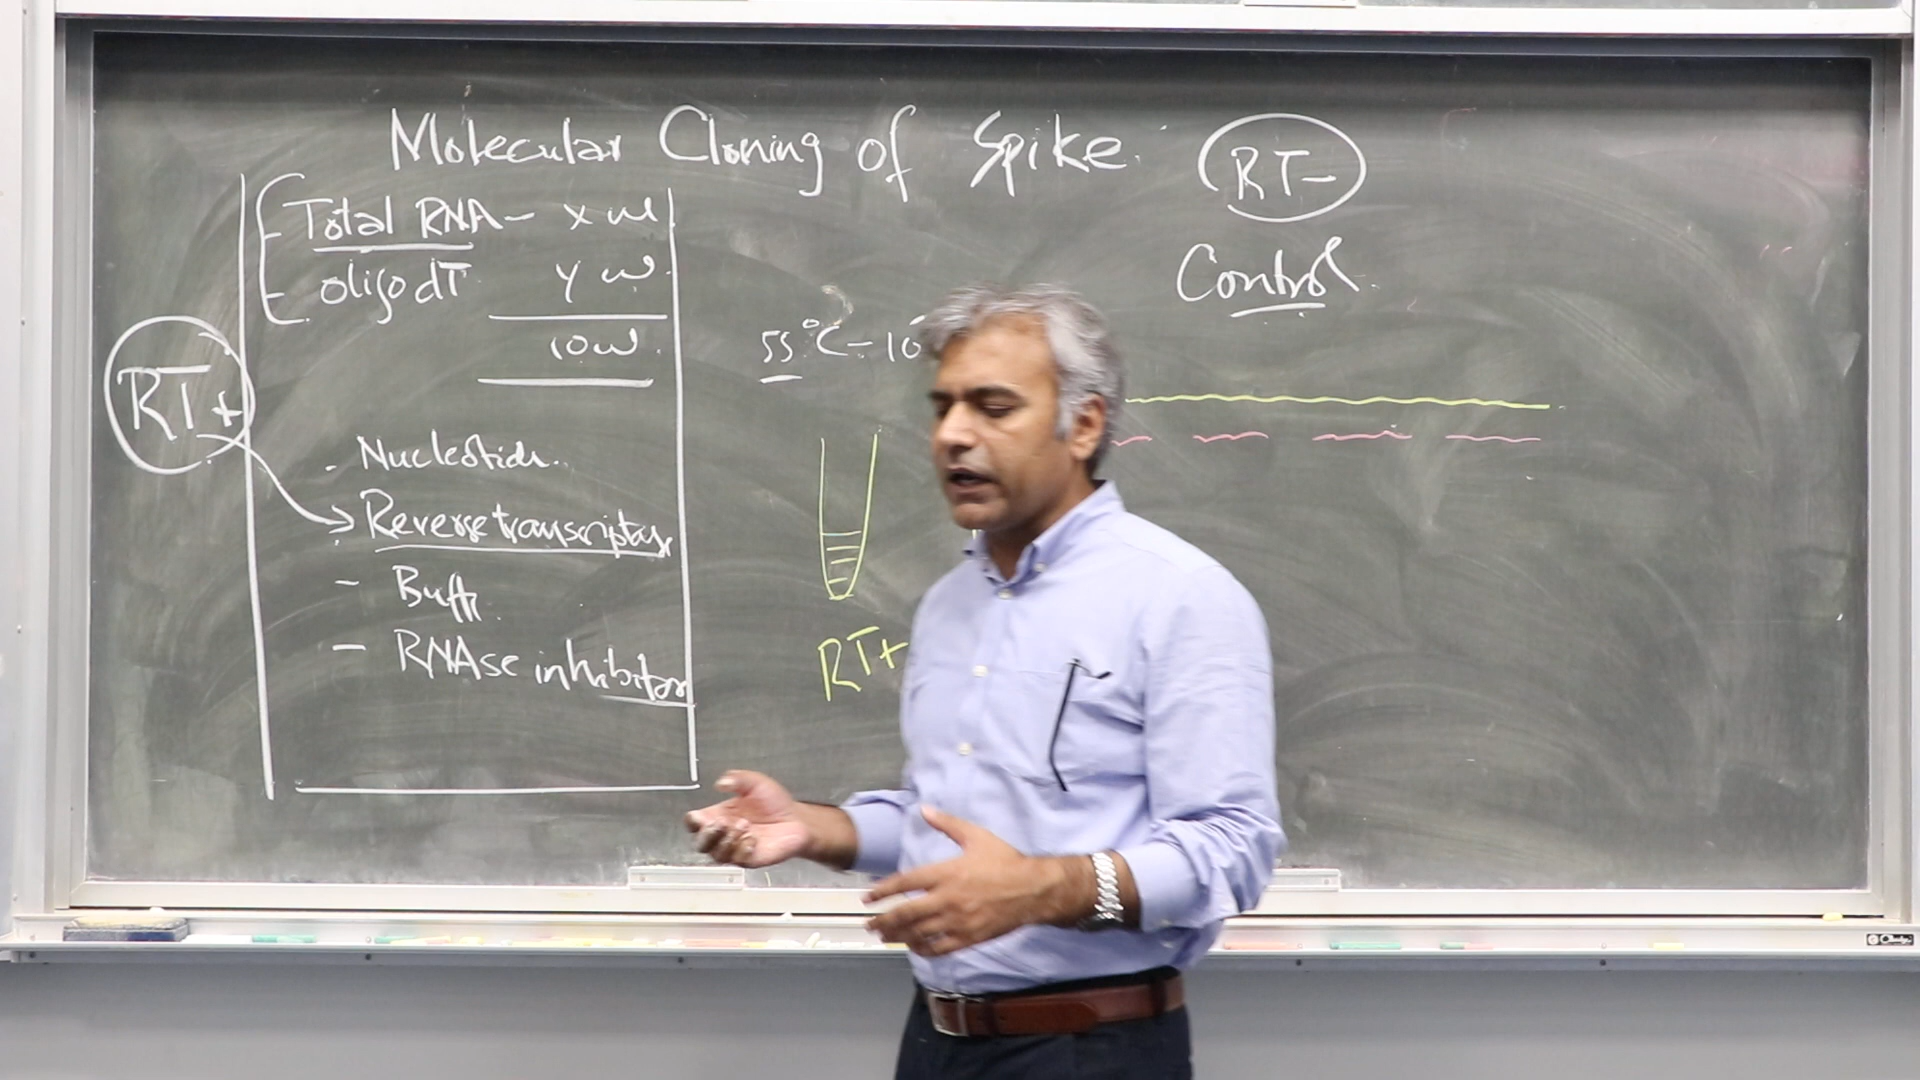 Molecular Cloning of Spike.
RT-
Control.
Total RNA - x ul
oligo dT y ul
10 ul
55°C - 10
RT+
Nucleotide.
Reverse transcriptase
- Buffr
- RNAse inhibitor
RT+